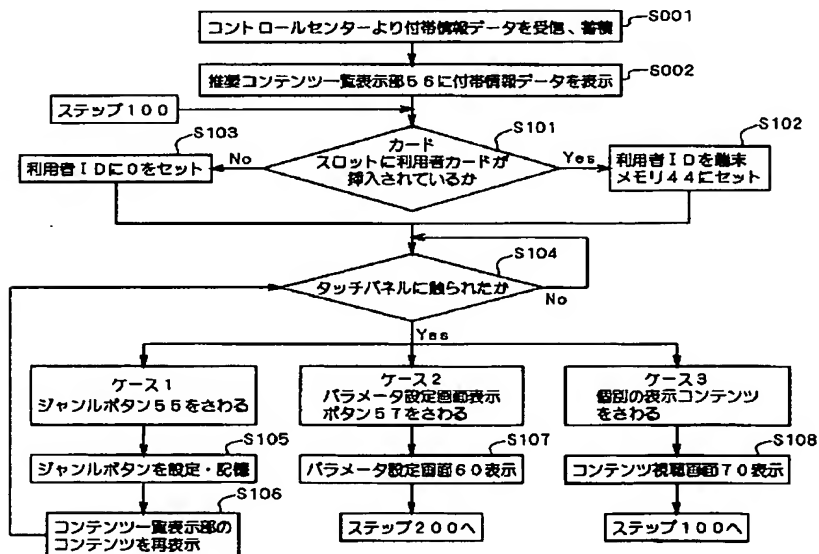 コントロールセンターより付帯情報データを受信、蓄積
S001
推奨コンテンツ一覧表示部56に付帯情報データを表示
S002
ステップ100
S103
利用者IDに0をセット
No
カード
スロットに利用者カードが
挿入されているか
S101
Yes
S102
利用者IDを端末
メモリ44にセット
タッチパネルに触られたか
S104
No
Yes
ケース1
ジャンルボタン55をさわる
ケース2
パラメータ設定画面表示
ボタン57をさわる
ケース3
個別の表示コンテンツ
をさわる
S105
ジャンルボタンを設定・記憶
S107
パラメータ設定画面60表示
S108
コンテンツ視聴画面70表示
S106
コンテンツ一覧表示部の
コンテンツを再表示
ステップ200へ
ステップ100へ